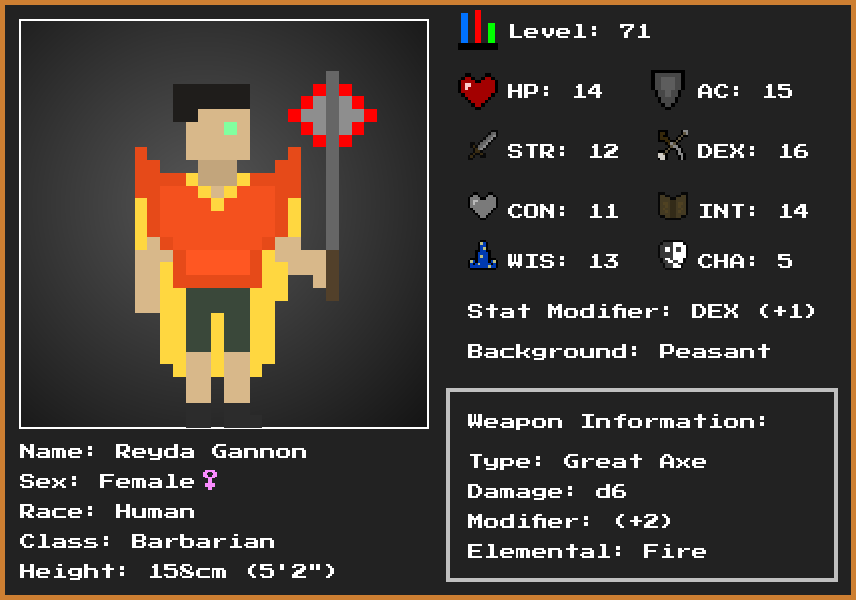 Level: 71
HP: 14
AC: 15
STR: 12
DEX: 16
CON: 11
INT: 14
WIS: 13
CHA: 5
Stat Modifier: DEX (+1)
Background: Peasant
Weapon Information:
Type: Great Axe
Damage: d6
Modifier: (+2)
Elemental: Fire
Name: Reyda Gannon
Sex: Female♀
Race: Human
Class: Barbarian
Height: 158cm (5'2")